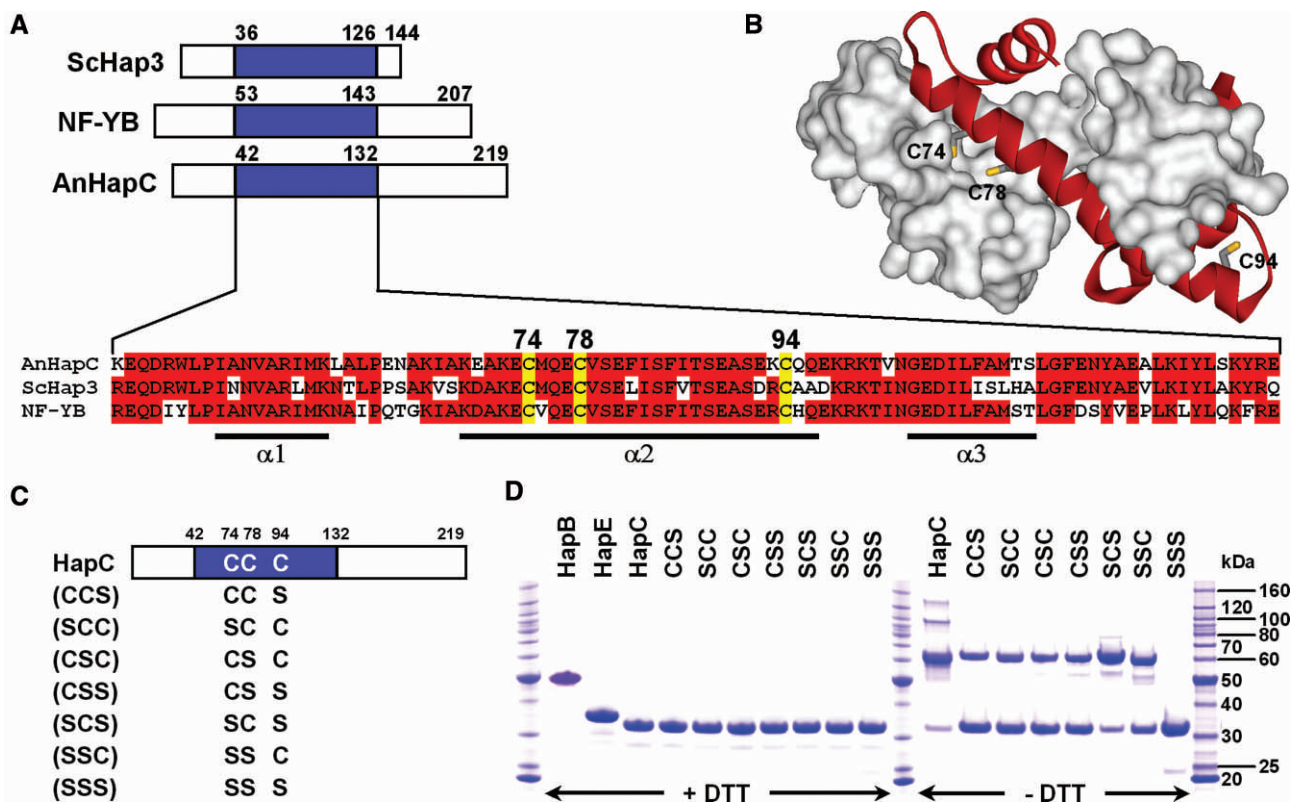 A
36 126 144
ScHap3
53 143 207
NF-YB
42 132 219
AnHapC
B
C74
C78
C94
74 78 94
AnHapC KEQDRWLPIANVARIMKLALPENAKIAKEAKECMQECVSEFISFITSEASEKCQQEKRKTVNGEDILFAMTSLGFENYAEALKIYLSKYRE
ScHap3 REQDRWLPINNVARLMKNTLPPSAKVSKDAKECMQECVSELISFVTSEASDRCAADKRKTINGEDILISLHALGFENYAEVLKIYLAKYRQ
NF-YB REQDIYLPIANVARIMKNAIPQTGKIAKDAKECVQECVSEFISFITSEASERCHQEKRKTINGEDILFAMSTLGFDSYVEPLKLYLQKFRE
α1 α2 α3
C
42 74 78 94 132 219
HapC CC C
(CCS) CC S
(SCC) SC C
(CSC) CS C
(CSS) CS S
(SCS) SC S
(SSC) SS C
(SSS) SS S
D
HapB HapE HapC CCS SCC CSC CSS SCS SSC SSS
HapC CCS SCC CSC CSS SCS SSC SSS
kDa
160
120
100
80
70
60
50
40
30
25
20
+ DTT
- DTT